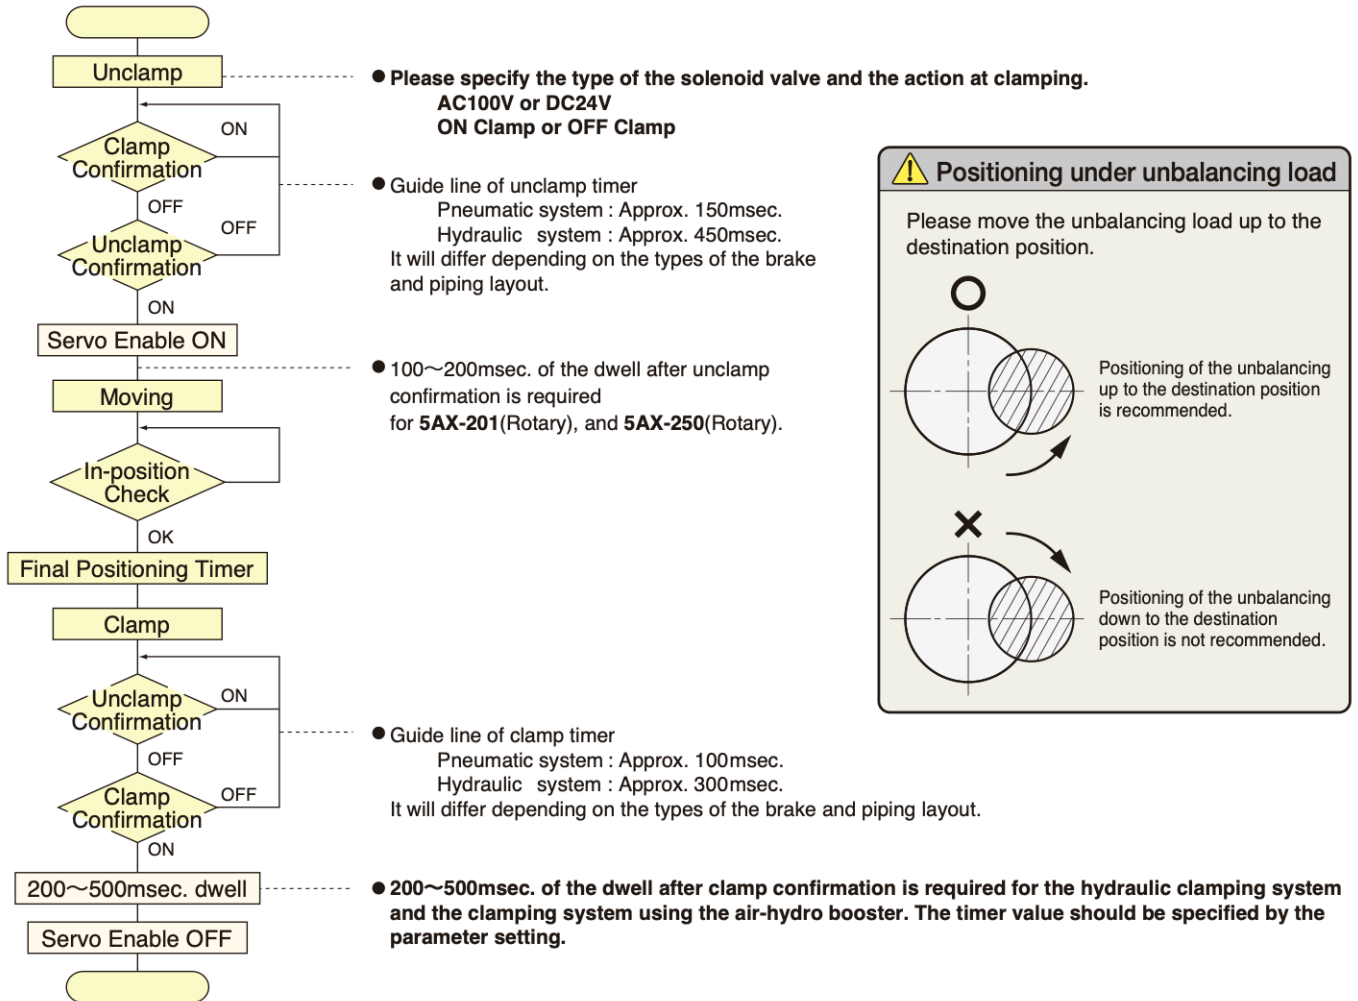 Unclamp
● Please specify the type of the solenoid valve and the action at clamping.
AC100V or DC24V
ON Clamp or OFF Clamp
ON
Clamp
Confirmation
OFF
● Guide line of unclamp timer
Pneumatic system : Approx. 150msec.
Hydraulic system : Approx. 450msec.
It will differ depending on the types of the brake
and piping layout.
OFF
Unclamp
Confirmation
ON
Servo Enable ON
● 100〜200msec. of the dwell after unclamp
confirmation is required
for 5AX-201(Rotary), and 5AX-250(Rotary).
Moving
In-position
Check
OK
Final Positioning Timer
Clamp
Unclamp
Confirmation
ON
OFF
● Guide line of clamp timer
Pneumatic system : Approx. 100msec.
Hydraulic system : Approx. 300msec.
It will differ depending on the types of the brake and piping layout.
Clamp
Confirmation
OFF
ON
200〜500msec. dwell
● 200〜500msec. of the dwell after clamp confirmation is required for the hydraulic clamping system
and the clamping system using the air-hydro booster. The timer value should be specified by the
parameter setting.
Servo Enable OFF
Positioning under unbalancing load
Please move the unbalancing load up to the
destination position.
Positioning of the unbalancing
up to the destination position
is recommended.
Positioning of the unbalancing
down to the destination
position is not recommended.